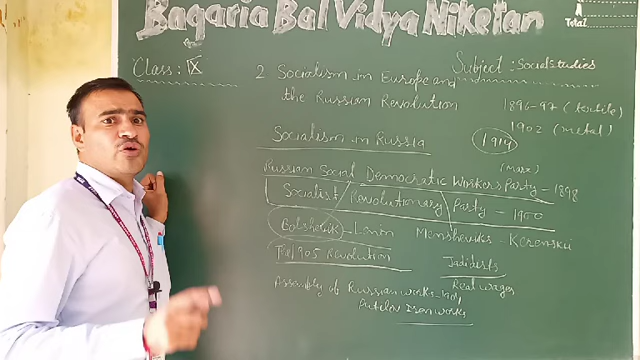 Bagaria Bal Vidya Niketan
A
Total
Class : IX
Subject : Social studies
2 Socialism in Europe and
the Russian Revolution
1896-97 (textile)
1902 (metal)
1914
Socialism in Russia
(Marx)
Russian Social Democratic Workers Party - 1898
Socialist Revolutionary Party - 1900
Bolshevik - Lenin Mensheviks - Kerenskii
The 1905 Revolution
Jadidists
Real wages
Assembly of Russian works
Putilov Iron works